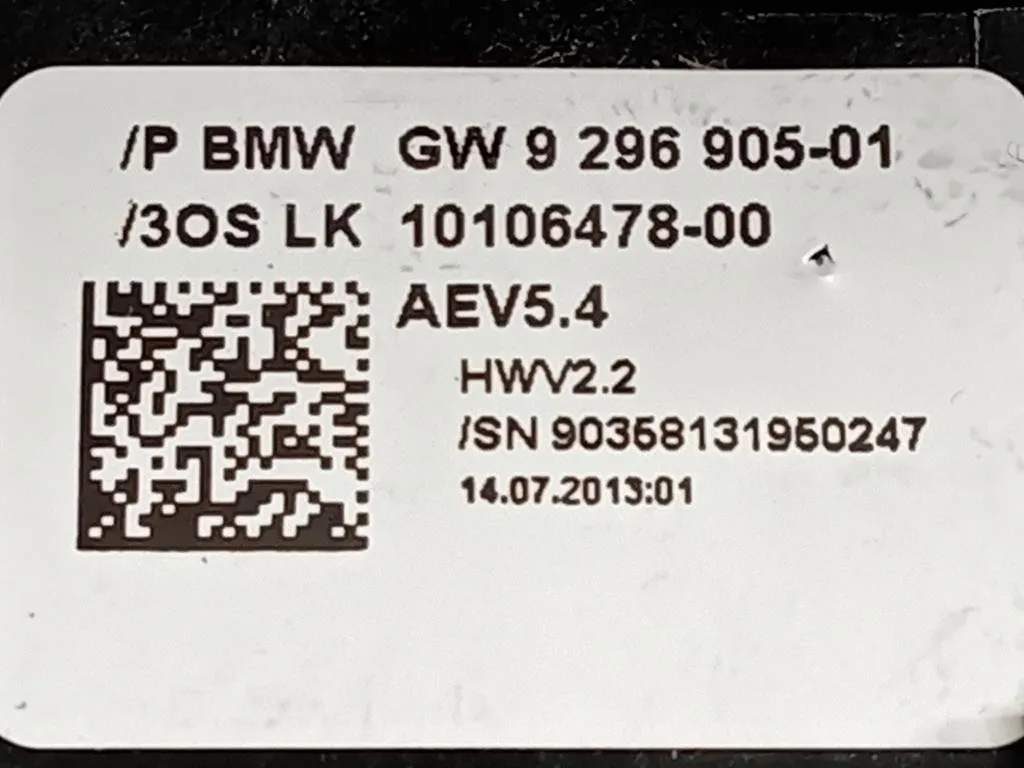 /P BMW GW 9 296 905-01
/3OS LK 10106478-00
AEV5.4
HWV2.2
/SN 90358131950247
14.07.2013:01